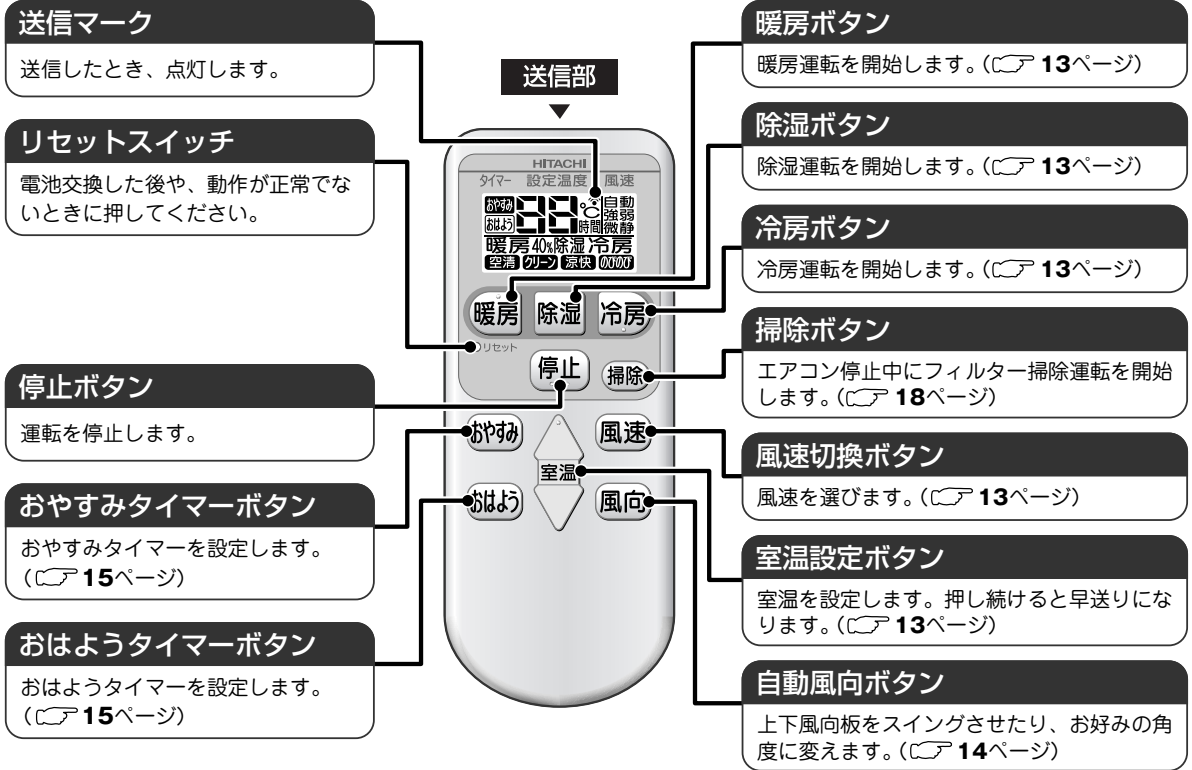 送信マーク
送信したとき、点灯します。
リセットスイッチ
電池交換した後や、動作が正常でな
いときに押してください。
停止ボタン
運転を停止します。
おやすみタイマーボタン
おやすみタイマーを設定します。
(15ページ)
おはようタイマーボタン
おはようタイマーを設定します。
(15ページ)
送信部
HITACHI
タイマー 設定温度 風速
おやすみ 88 ℃ 自動
強弱
おはよう 時間 微静
暖房 40% 除湿 冷房
空清 クリーン 涼快 のびのび
暖房 除湿 冷房
リセット
停止 掃除
おやすみ 風速
室温
おはよう 風向
暖房ボタン
暖房運転を開始します。(13ページ)
除湿ボタン
除湿運転を開始します。(13ページ)
冷房ボタン
冷房運転を開始します。(13ページ)
掃除ボタン
エアコン停止中にフィルター掃除運転を開始
します。(18ページ)
風速切換ボタン
風速を選びます。(13ページ)
室温設定ボタン
室温を設定します。押し続けると早送りにな
ります。(13ページ)
自動風向ボタン
上下風向板をスイングさせたり、お好みの角
度に変えます。(14ページ)